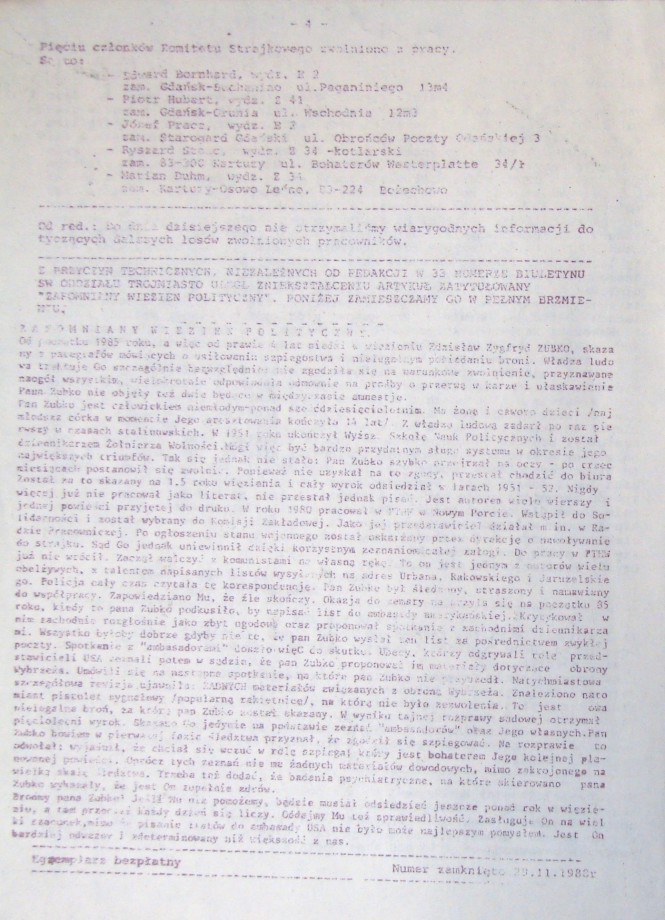 - 4 -
Pięciu członków Komitetu Strajkowego zwolniono z pracy.
Są to:
- Edward Bornhard, wydz. E 2
zam. Gdańsk-Suchanino ul.Paganiniego 13m4
- Piotr Hubert, wydz. Z 41
zam. Gdańsk-Orunia ul. Wschodnia 12m3
- Józef Pracz, wydz. E 3
zam. Starogard Gdański ul. Obrońców Poczty Gdańskiej 3
- Ryszard wydz. E 34 -kotlarski
zam. 83-300 Kartuzy ul. Bohaterów Westerplatte 34/
- Marian Duhm, wydz. E 34
zam. Kartuzy-Osowo Leśne, 83-224 Bolechowo
Od red.: Do dnia dzisiejszego nie otrzymaliśmy wiarygodnych informacji do
tyczących dalszych losów zwolnionych pracowników.
Z PRZYCZYN TECHNICZNYCH, NIEZALEŻNYCH OD REDAKCJI W 33 NUMERZE BIULETYNU
SW ODDZIAŁU TRÓJMIASTO ULEGŁ ZNIEKSZTAŁCENIU ARTYKUŁ ZATYTUŁOWANY
"ZAPOMNIANY WIĘZIEŃ POLITYCZNY". PONIŻEJ ZAMIESZCZAMY GO W PEŁNYM BRZMIE-
NIU.
ZAPOMNIANY WIĘZIEŃ POLITYCZNY
Od początku 1985 roku, a więc od prawie 4 lat siedzi w więzieniu Zdzisław Zygfryd ZUBKO, skaza
ny z paragrafów mówiących o usiłowaniu szpiegostwa i nielegalnym posiadaniu broni. Władza ludo
wa traktuje Go szczególnie bezwzględnie nie zgodziła się na warunkowe zwolnienie, przyznawane
naogół wszystkim, wielokrotnie odpowiadała odmownie na prośby o przerwę w karze i ułaskawienie
Pana Zubko nie objęły też dwie będące w międzyczasie amnestje.
Pan Zubko jest człowiekiem niemłodym-ponad sześćdziesięcioletnim. Ma żonę i czworo dzieci /naj
młodsza córka w momencie Jego aresztowania kończyła 14 lat/. Z władzą ludową zadarł po raz pie
rwszy w czasach stalinowskich. W 1951 roku ukończył Wyższą Szkołę Nauk Politycznych i został
dziennikarzem Żołnierza Wolności. Mógł więc być bardzo przydatnym sługą systemu w okresie jego
największych triumfów. Tak się jednak nie stało: Pan Zubko szybko przejrzał na oczy - po trzech
miesiącach postanowił się zwolnić. Ponieważ nie uzyskał na to zgody, przestał chodzić do biura
Został za to skazany na 1.5 roku więzienia i cały wyrok odsiedział w latach 1951 - 52. Nigdy
więcej już nie pracował jako literat, nie przestał jednak pisać. Jest autorem wielu wierszy i
jednej powieści przyjętej do druku. W roku 1980 pracował w w Nowym Porcie. Wstąpił do So-
lidarności i został wybrany do Komisji Zakładowej. Jako jej przedstawiciel działał m.in. w Ra-
dzie Pracowniczej. Po ogłoszeniu stanu wojennego został oskarżony przez dyrekcję o nawoływanie
do strajku. Sąd Go jednak uniewinnił dzięki korzystnym zeznaniom całej załogi. Do pracy w
już nie wrócił. Zaczął walczyć z komunistami na własną rękę. To on jest jednym z autorów wielu
obelżywych, z talentem napisanych listów wysyłanych na adres Urbana, Rakowskiego i Jaruzelskie
go. Policja cały czas czytała tę korespondencję. Pan Zubko był śledzony, straszony i namawiany
do współpracy. Zapowiedziano Mu, że źle skończy. Okazja do zemsty na się na początku 85
roku, kiedy to pana Zubko podkusiło, by napisać list do ambasady amerykańskiej. Krytykował w
nim zachodnie rozgłośnie jako zbyt ugodowe oraz proponował spotkanie z zachodnimi dziennikarza
mi. Wszystko byłoby dobrze gdyby nie to, że pan Zubko wysłał ten list za pośrednictwem zwykłej
poczty. Spotkanie z "ambasadorami" doszło więc do skutku. Ubecy, którzy odgrywali role przed-
stawicieli USA zeznali potem w sądzie, że pan Zubko proponował im materiały dotyczące obrony
Wybrzeża. Umówili się na następne spotkanie, na które pan Zubko nie przyszedł. Natychmiastowa
szczegółowa rewizja ujawniła: ŻADNYCH materiałów związanych z obroną Wybrzeża. Znaleziono nato
miast pistolet sygnałowy /popularną rakietnicę/, na którą nie było zezwolenia. To jest owa
nielegalna broń, za którą pan Zubko został skazany. W wyniku tajnej rozprawy sądowej otrzymał
pięcioletni wyrok. Skazano Go jedynie na podstawie zeznań "ambasadorów" oraz Jego własnych. Pan
Zubko bowiem w pierwszej fazie śledztwa przyznał, że zgodził się szpiegować. Na rozprawie to
odwołał: wyjaśnił, że chciał się wczuć w rolę szpiega, który jest bohaterem Jego kolejnej pla-
nowanej powieści. Oprócz tych zeznań nie ma żadnych materiałów dowodowych, mimo zakrojonego na
wielką skalę śledztwa. Trzeba też dodać, że badania psychiatryczne, na które skierowano pana
Zubko wykazały, że jest On zupełnie zdrów.
Brońmy pana Zubko! Jeśli Mu nie pomożemy, będzie musiał odsiedzieć jeszcze ponad rok w więzie-
niu, a tam przecież każdy dzień się liczy. Oddajmy Mu też sprawiedliwość. Zasługuje On na wiel
ki szacunek, mimo że pisanie listów do ambasady USA nie było może najlepszym pomysłem. Jest On
bardziej odważny i zdeterminowany niż większość z nas.
Egzemplarz bezpłatny
Numer zamknięto 29.11.1988r